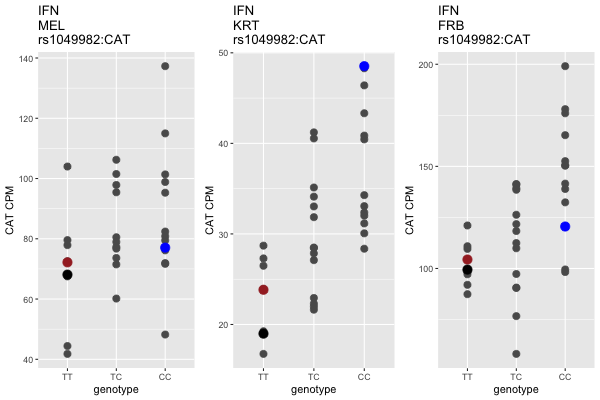 IFN
MEL
rs1049982:CAT
140
120
100
80
60
40
CAT CPM
TT
TC
CC
genotype
IFN
KRT
rs1049982:CAT
50
40
30
20
CAT CPM
TT
TC
CC
genotype
IFN
FRB
rs1049982:CAT
200
150
100
CAT CPM
TT
TC
CC
genotype